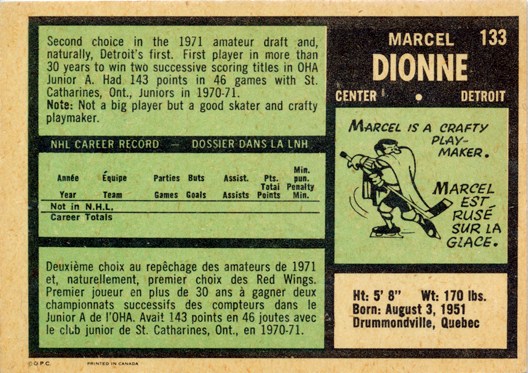 Second choice in the 1971 amateur draft and,
naturally, Detroit's first. First player in more than
30 years to win two successive scoring titles in OHA
Junior A. Had 143 points in 46 games with St.
Catharines, Ont., Juniors in 1970-71.
Note: Not a big player but a good skater and crafty
playmaker.
MARCEL 133
DIONNE
CENTER • DETROIT
NHL CAREER RECORD — DOSSIER DANS LA LNH
Année Équipe Parties Buts Assist. Pts. Min. pun.
Year Team Games Goals Assists Total Points Penalty Min.
Not in N.H.L.
Career Totals
MARCEL IS A CRAFTY
PLAY-
MAKER.
MARCEL
EST
RUSÉ
SUR LA
GLACE.
Deuxième choix au repêchage des amateurs de 1971
et, naturellement, premier choix des Red Wings.
Premier joueur en plus de 30 ans à gagner deux
championnats successifs des compteurs dans le
Junior A de l'OHA. Avait 143 points en 46 joutes avec
le club junior de St. Catharines, Ont., en 1970-71.
Ht: 5' 8" Wt: 170 lbs.
Born: August 3, 1951
Drummondville, Quebec
© O.P.C. PRINTED IN CANADA